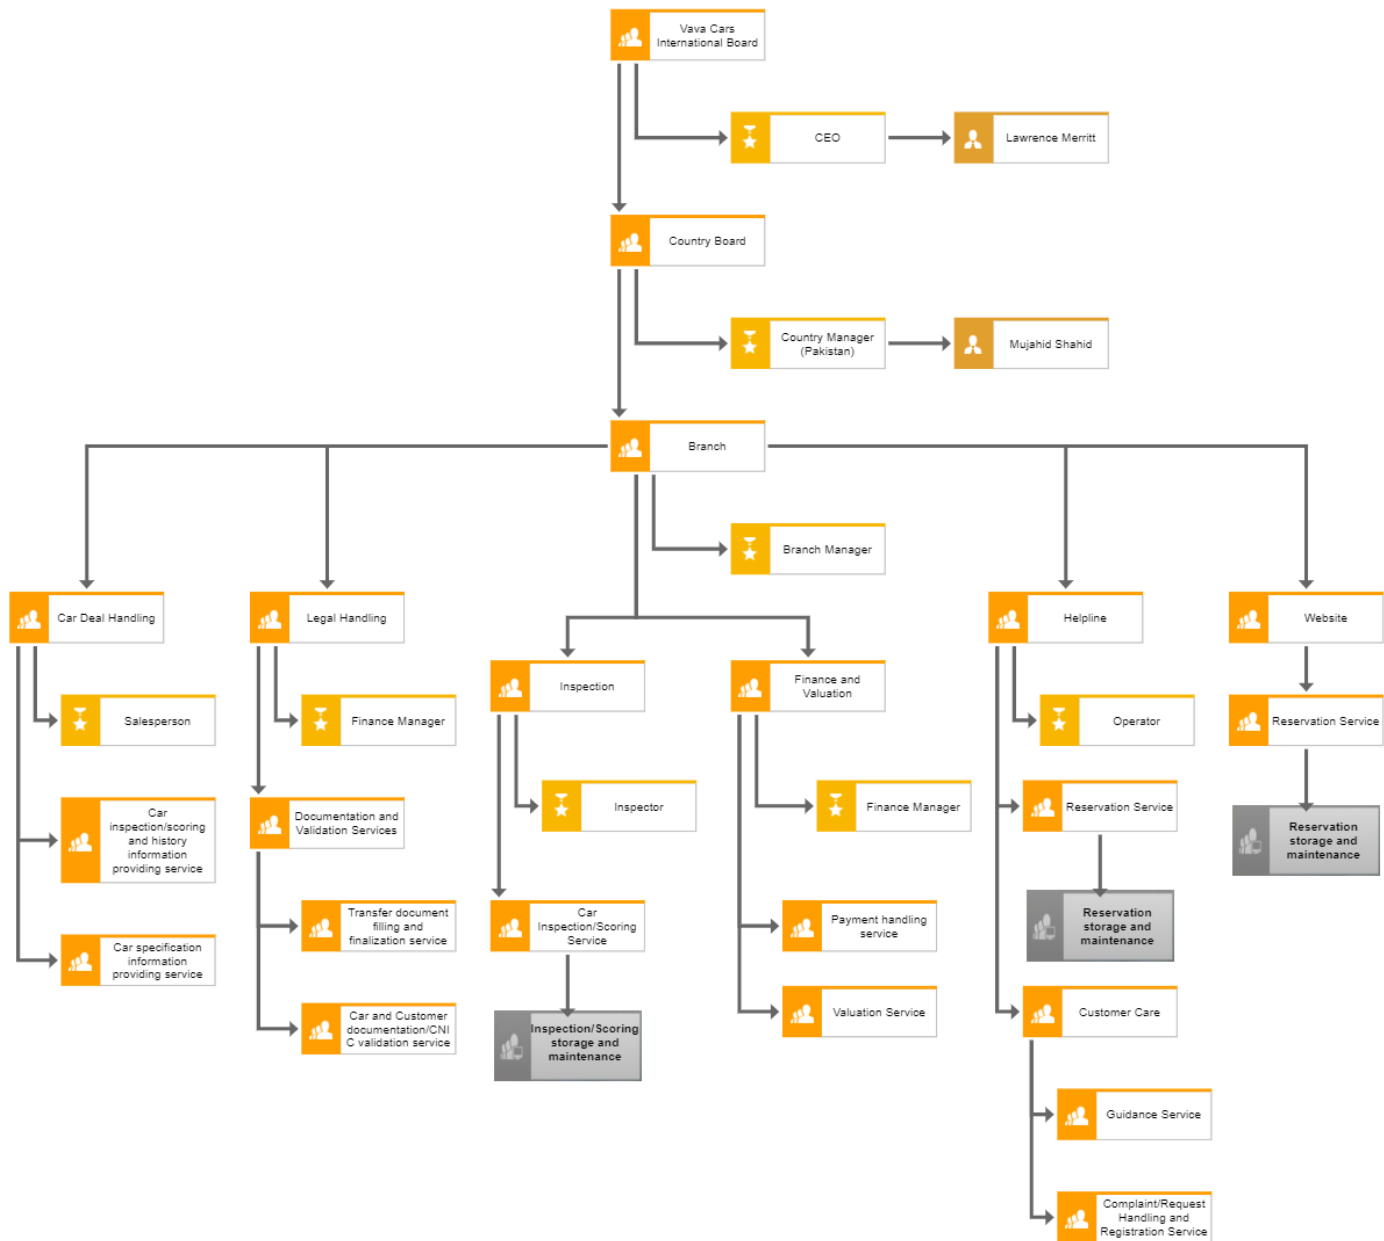 Vava Cars
International Board
CEO
Lawrence Merritt
Country Board
Country Manager
(Pakistan)
Mujahid Shahid
Branch
Branch Manager
Car Deal Handling
Legal Handling
Helpline
Website
Inspection
Finance and
Valuation
Salesperson
Finance Manager
Operator
Reservation Service
Inspector
Finance Manager
Reservation Service
Car
inspection/scoring
and history
information
providing service
Documentation and
Validation Services
Reservation
storage and
maintenance
Transfer document
filling and
finalization service
Car
Inspection/Scoring
Service
Payment handling
service
Reservation
storage and
maintenance
Car specification
information
providing service
Car and Customer
documentation/CNI
C validation service
Inspection/Scoring
storage and
maintenance
Valuation Service
Customer Care
Guidance Service
Complaint/Request
Handling and
Registration Service